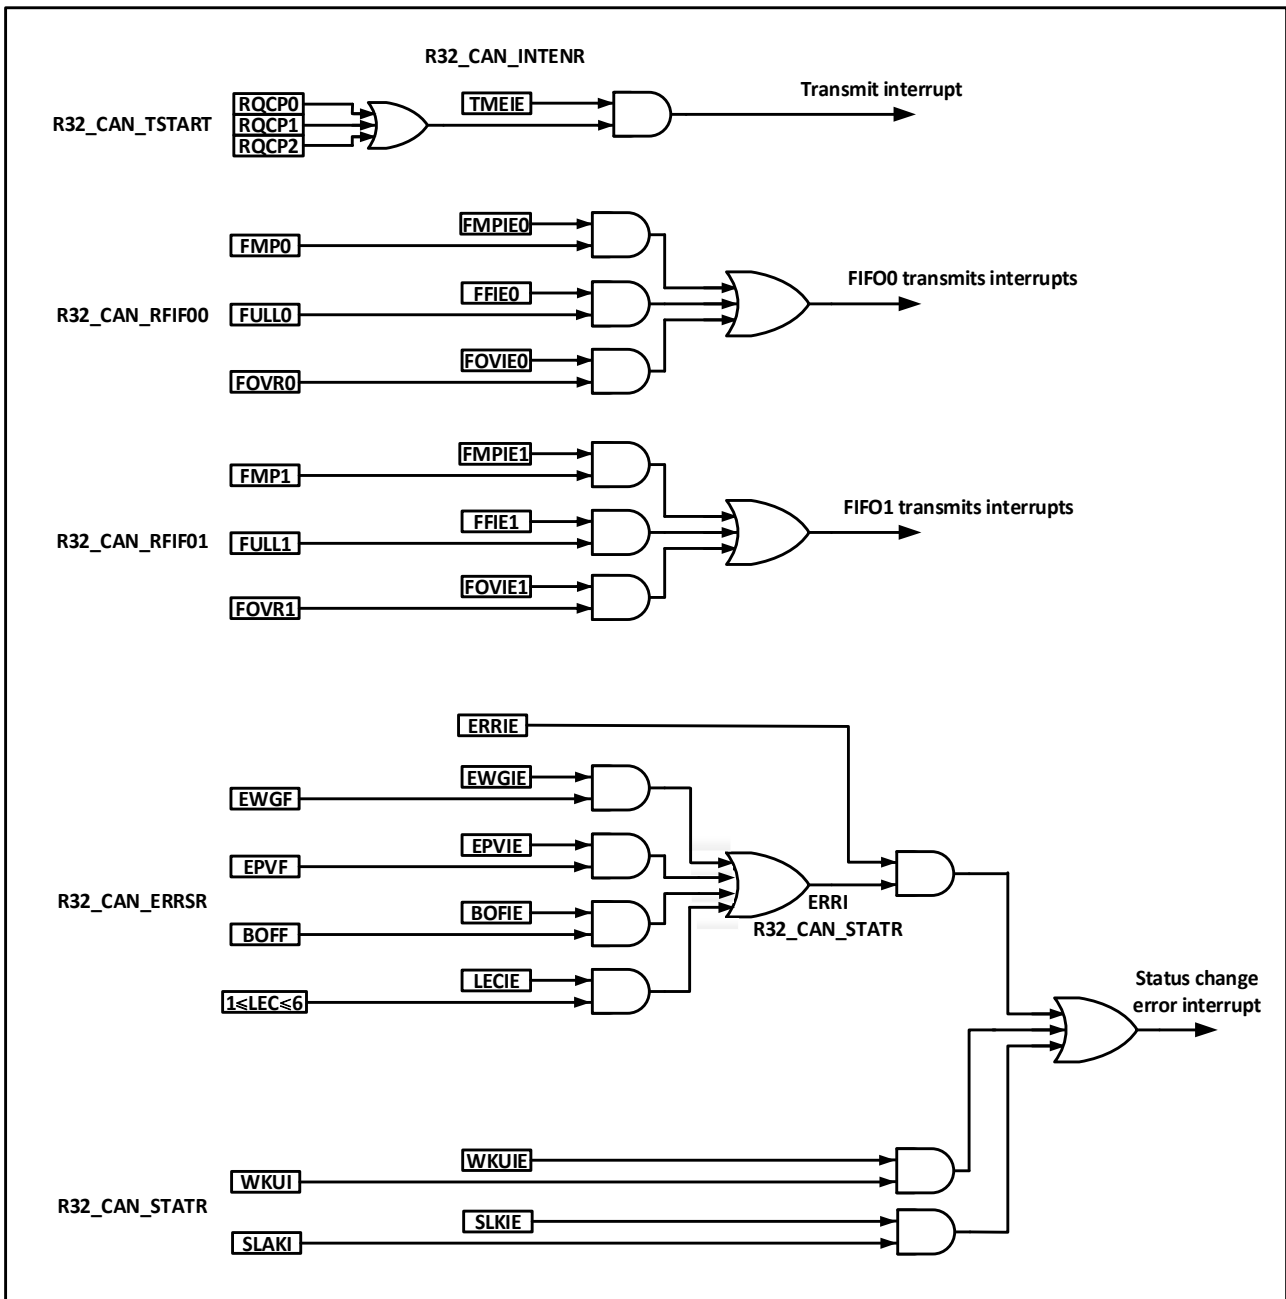 R32_CAN_INTENR
Transmit interrupt
RQCP0
TMEIE
R32_CAN_TSTART
RQCP1
RQCP2
FMPIE0
FMP0
FIFO0 transmits interrupts
FFIE0
R32_CAN_RFIF00
FULL0
FOVIE0
FOVR0
FMPIE1
FMP1
FIFO1 transmits interrupts
FFIE1
R32_CAN_RFIF01
FULL1
FOVIE1
FOVR1
ERRIE
EWGIE
EWGF
EPVIE
EPVF
R32_CAN_ERRSR
ERRI
BOFIE
R32_CAN_STATR
BOFF
LECIE
1⩽LEC⩽6
Status change
error interrupt
WKUIE
WKUI
R32_CAN_STATR
SLKIE
SLAKI